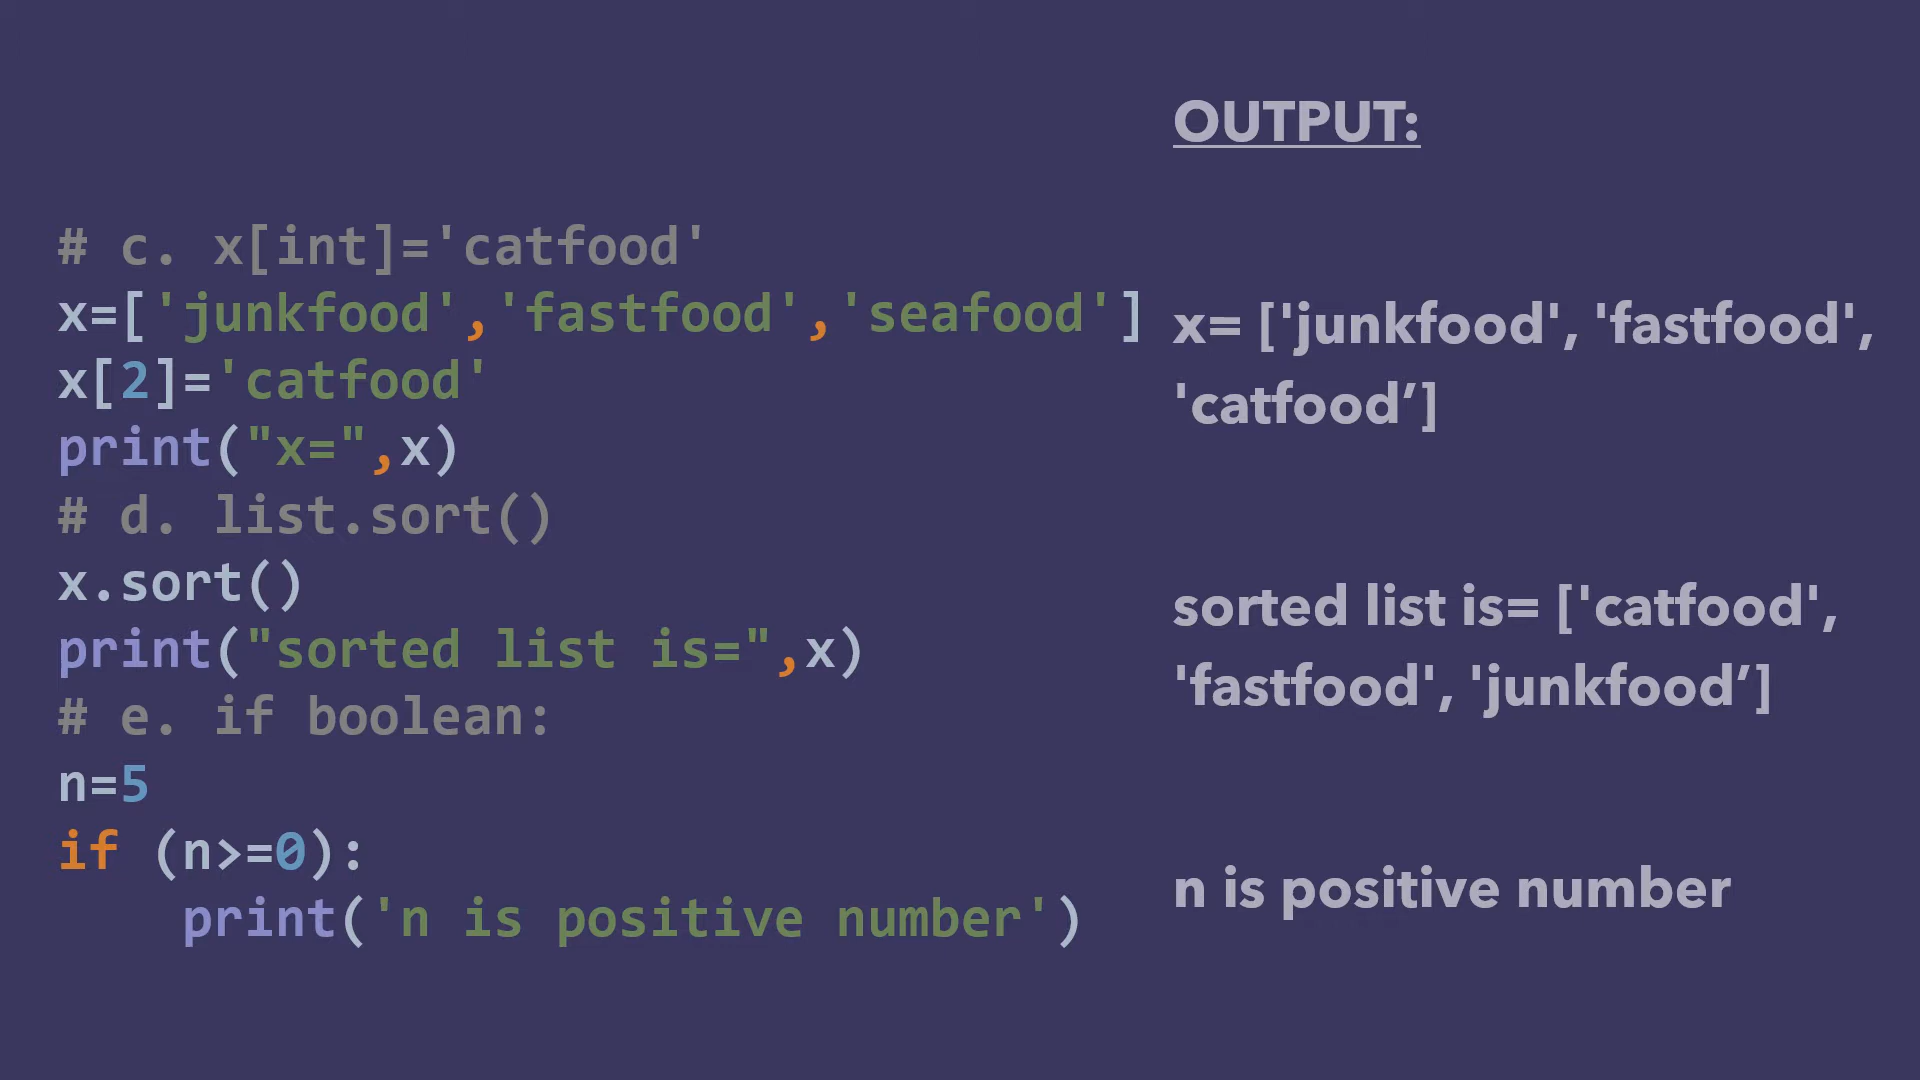 OUTPUT:
# c. x[int]='catfood'
x=['junkfood','fastfood','seafood']
x[2]='catfood'
print("x=",x)
# d. list.sort()
x.sort()
print("sorted list is=",x)
# e. if boolean:
n=5
if (n>=0):
    print('n is positive number')
x= ['junkfood', 'fastfood',
'catfood’]
sorted list is= ['catfood',
'fastfood', 'junkfood’]
n is positive number